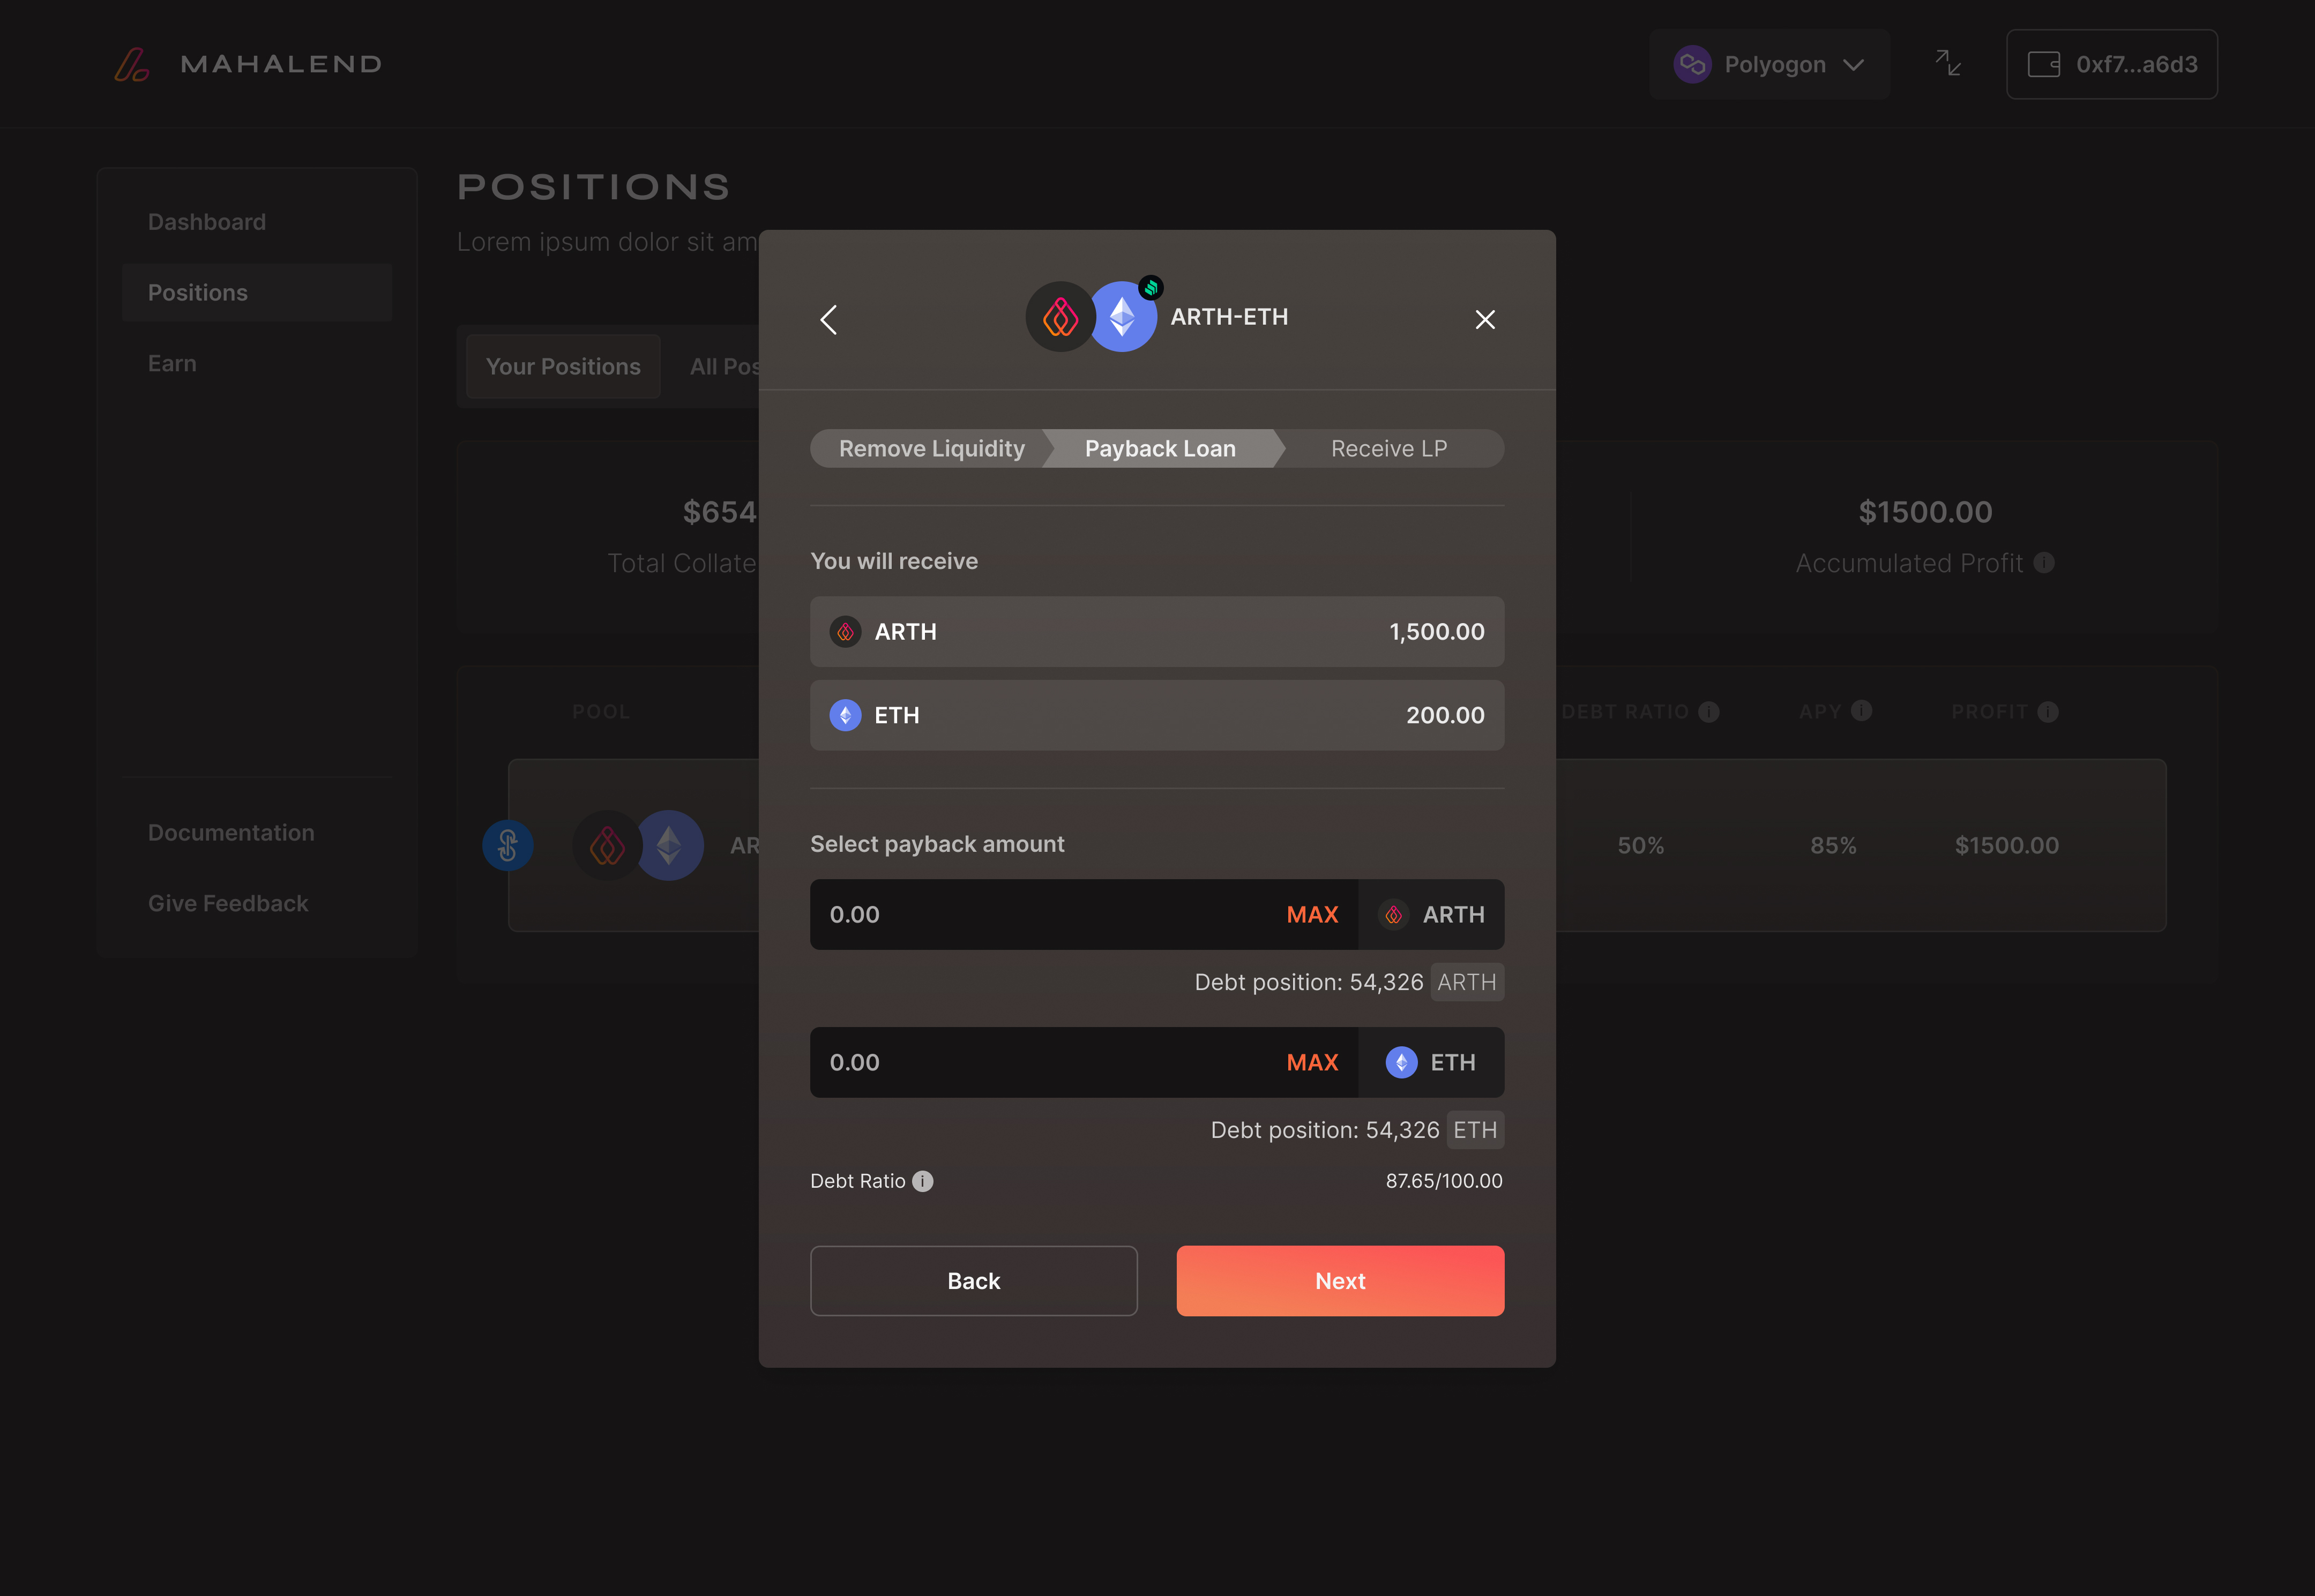 MAHALEND
Polyogon
0xf7...a6d3
Dashboard
Positions
Earn
Documentation
Give Feedback
POSITIONS
Lorem ipsum dolor sit am
Your Positions
All Pos
$654
Total Collate
$1500.00
Accumulated Profit
POOL
DEBT RATIO
APY
PROFIT
AR
50%
85%
$1500.00
ARTH-ETH
Remove Liquidity
Payback Loan
Receive LP
You will receive
ARTH 1,500.00
ETH 200.00
Select payback amount
0.00 MAX ARTH
Debt position: 54,326 ARTH
0.00 MAX ETH
Debt position: 54,326 ETH
Debt Ratio 87.65/100.00
Back
Next